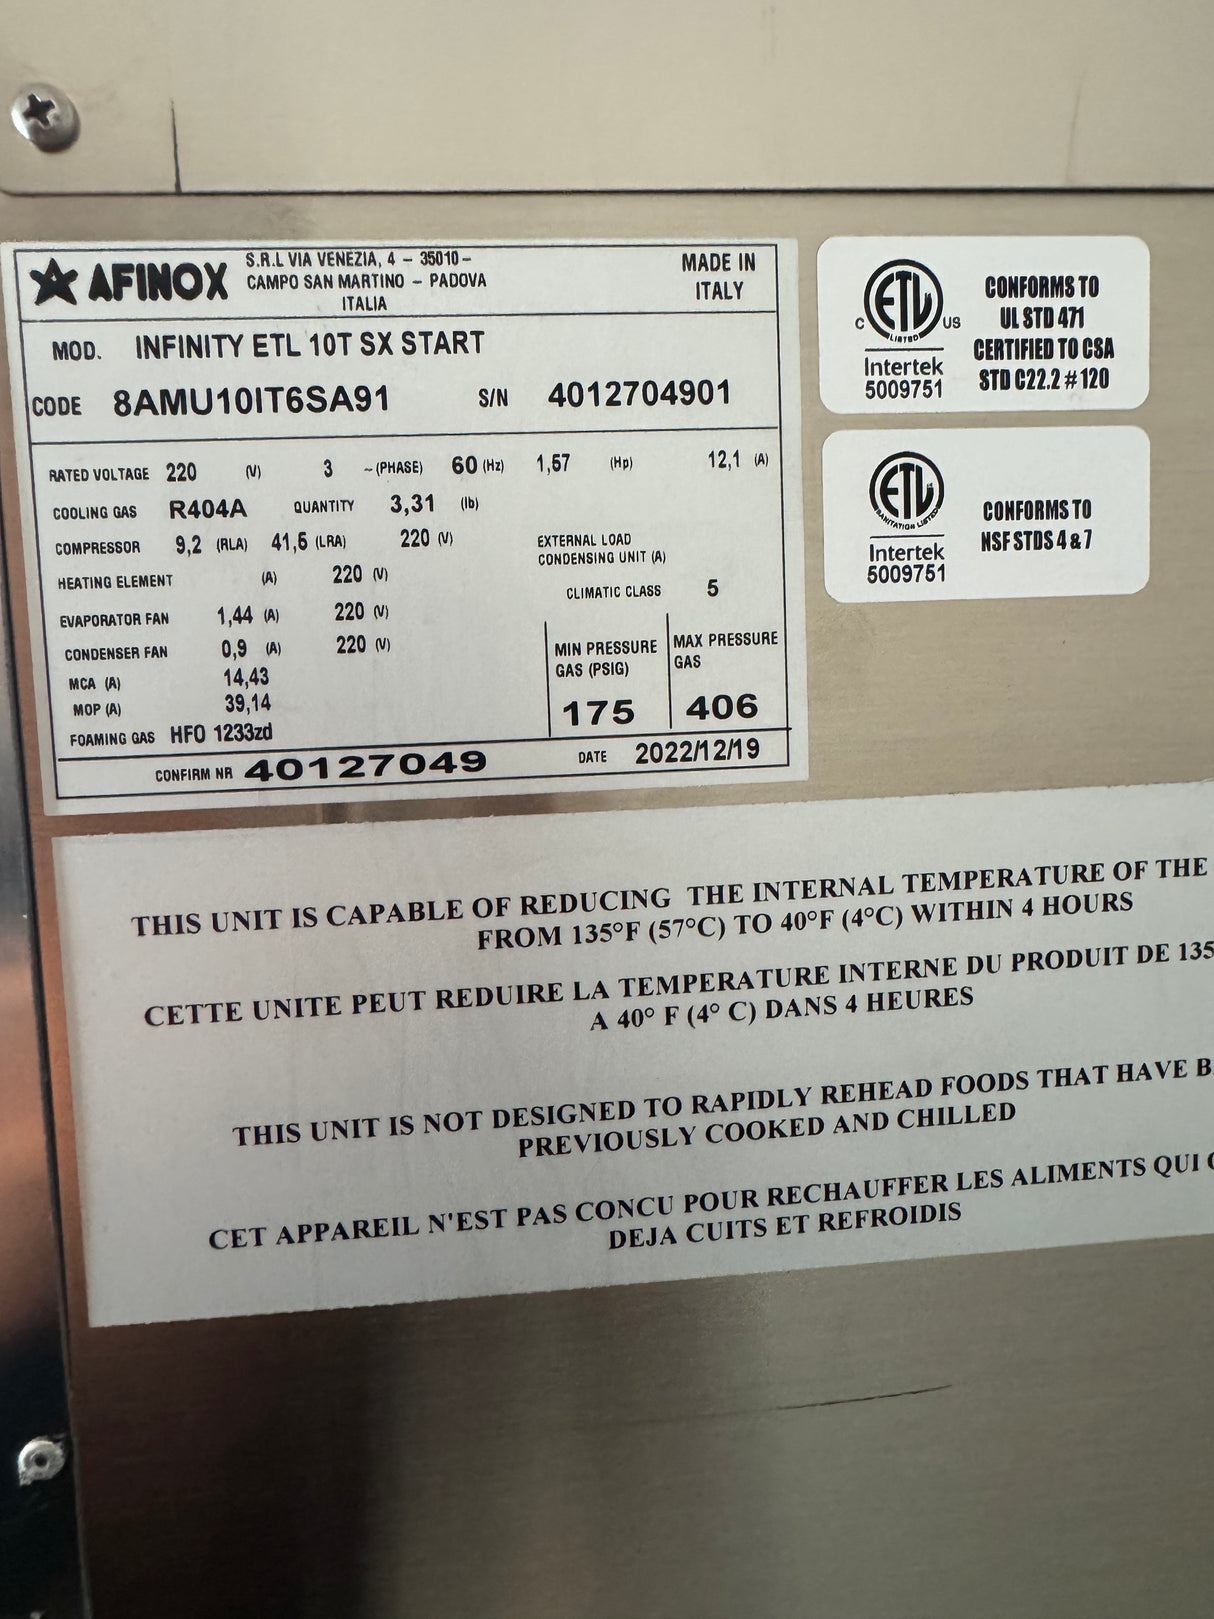 AFINOX
S.R.L VIA VENEZIA, 4 – 35010 –
CAMPO SAN MARTINO – PADOVA
ITALIA
MADE IN
ITALY
MOD. INFINITY ETL 10T SX START
CODE 8AMU10IT6SA91 S/N 4012704901
RATED VOLTAGE 220 (V) 3 ~(PHASE) 60 (Hz) 1,57 (Hp) 12,1 (A)
COOLING GAS R404A QUANTITY 3,31 (lb)
COMPRESSOR 9,2 (RLA) 41,5 (LRA) 220 (V)
EXTERNAL LOAD
CONDENSING UNIT (A)
HEATING ELEMENT (A) 220 (V)
CLIMATIC CLASS 5
EVAPORATOR FAN 1,44 (A) 220 (V)
CONDENSER FAN 0,9 (A) 220 (V)
MIN PRESSURE
GAS (PSIG)
175
MAX PRESSURE
GAS
406
MCA (A) 14,43
MOP (A) 39,14
FOAMING GAS HFO 1233zd
CONFIRM NR 40127049 DATE 2022/12/19
C ETL US
LISTED
Intertek
5009751
CONFORMS TO
UL STD 471
CERTIFIED TO CSA
STD C22.2 # 120
ETL
SANITATION LISTED
Intertek
5009751
CONFORMS TO
NSF STDS 4 & 7
THIS UNIT IS CAPABLE OF REDUCING THE INTERNAL TEMPERATURE OF THE
FROM 135°F (57°C) TO 40°F (4°C) WITHIN 4 HOURS
CETTE UNITE PEUT REDUIRE LA TEMPERATURE INTERNE DU PRODUIT DE 135
A 40° F (4° C) DANS 4 HEURES
THIS UNIT IS NOT DESIGNED TO RAPIDLY REHEAD FOODS THAT HAVE B
PREVIOUSLY COOKED AND CHILLED
CET APPAREIL N'EST PAS CONCU POUR RECHAUFFER LES ALIMENTS QUI
DEJA CUITS ET REFROIDIS